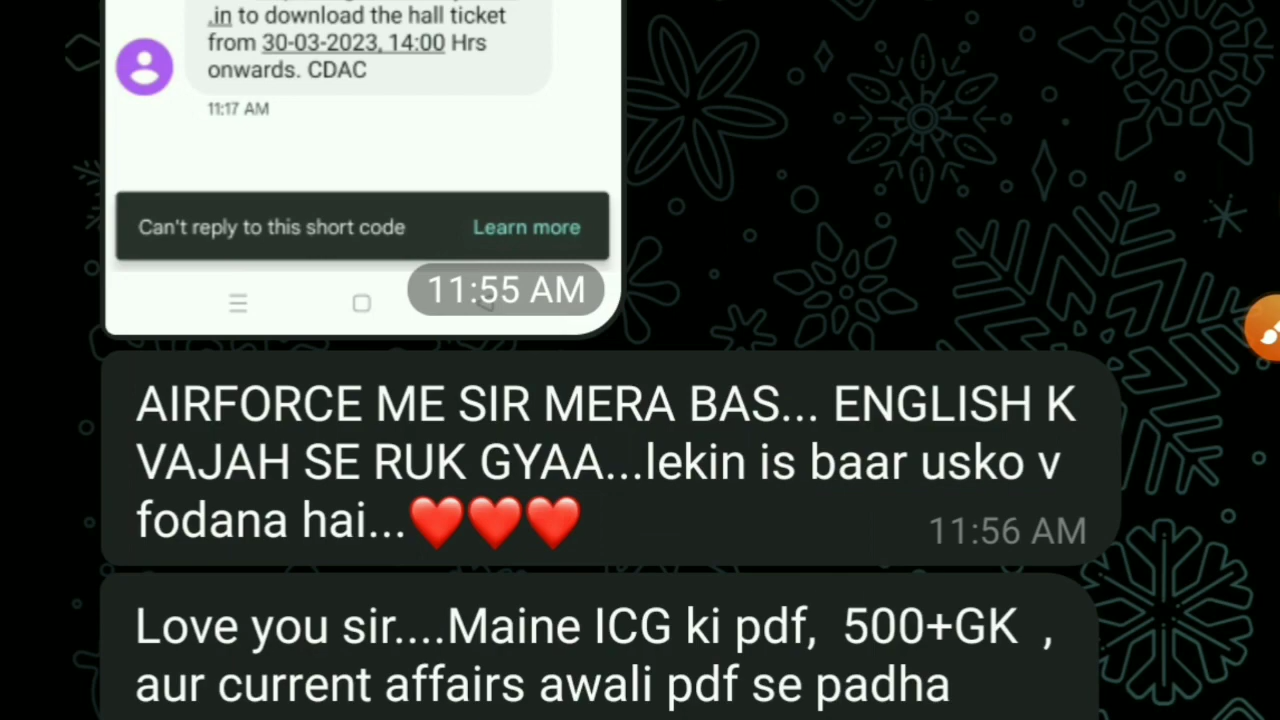 .in to download the hall ticket
from 30-03-2023, 14:00 Hrs
onwards. CDAC
11:17 AM
Can't reply to this short code Learn more
11:55 AM
AIRFORCE ME SIR MERA BAS... ENGLISH K
VAJAH SE RUK GYAA...lekin is baar usko v
fodana hai...❤️❤️❤️
11:56 AM
Love you sir....Maine ICG ki pdf, 500+GK ,
aur current affairs awali pdf se padha